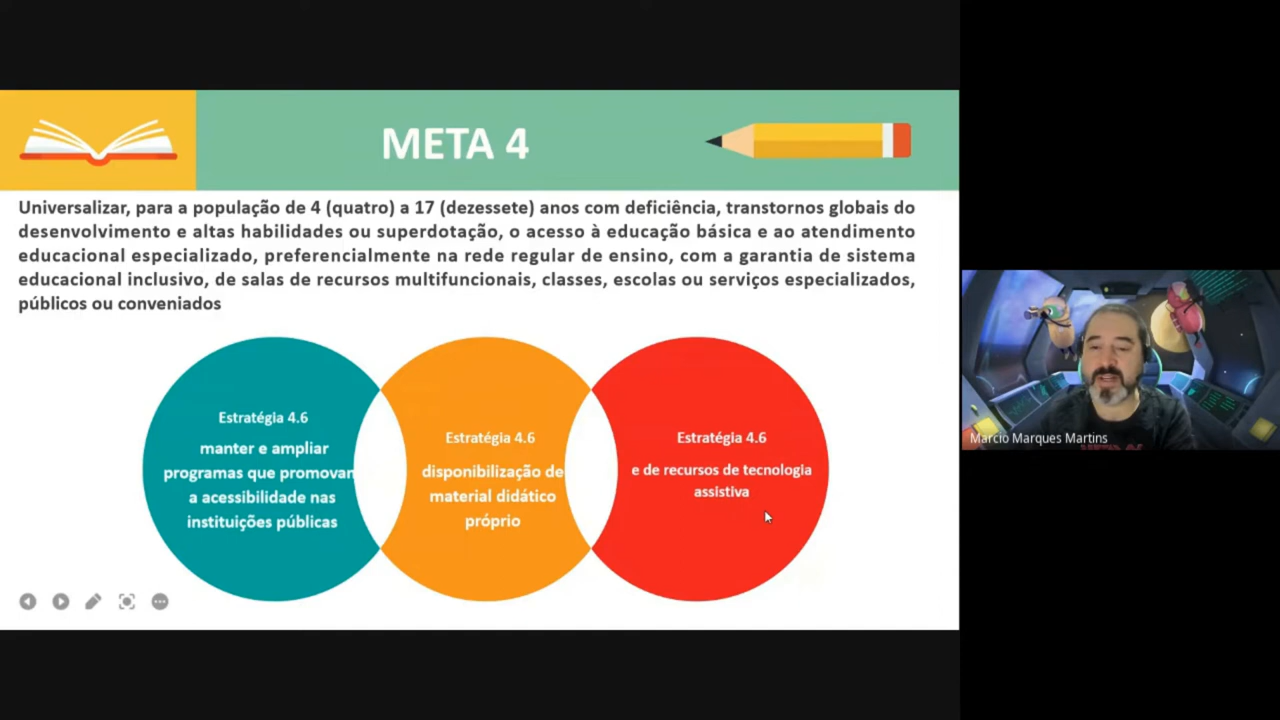 META 4
Universalizar, para a população de 4 (quatro) a 17 (dezessete) anos com deficiência, transtornos globais do
desenvolvimento e altas habilidades ou superdotação, o acesso à educação básica e ao atendimento
educacional especializado, preferencialmente na rede regular de ensino, com a garantia de sistema
educacional inclusivo, de salas de recursos multifuncionais, classes, escolas ou serviços especializados,
públicos ou conveniados
Estratégia 4.6
manter e ampliar
programas que promovam
a acessibilidade nas
instituições públicas
Estratégia 4.6
disponibilização de
material didático
próprio
Estratégia 4.6
e de recursos de tecnologia
assistiva
Marcio Marques Martins